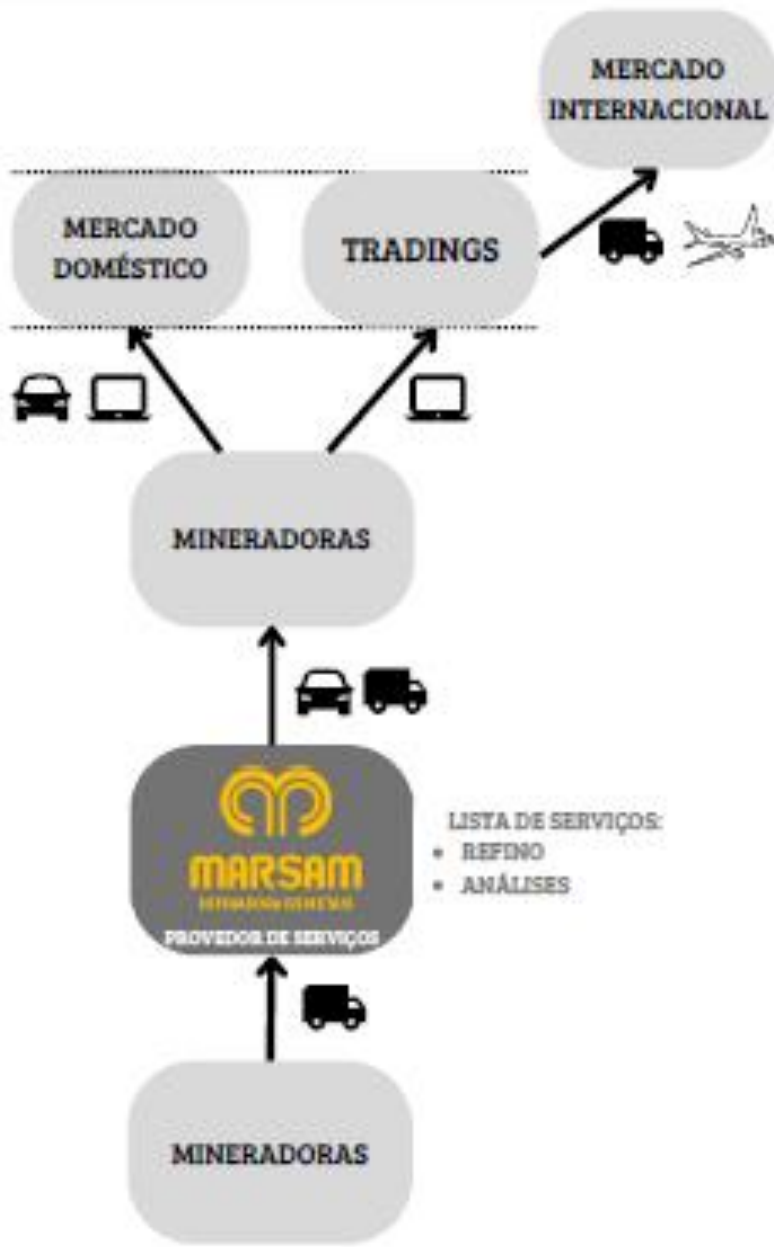 MERCADO
INTERNACIONAL
MERCADO
DOMÉSTICO
TRADINGS
MINERADORAS
MARSAM
PROVEDOR DE SERVIÇOS
LISTA DE SERVIÇOS:
• REFINO
• ANÁLISES
MINERADORAS